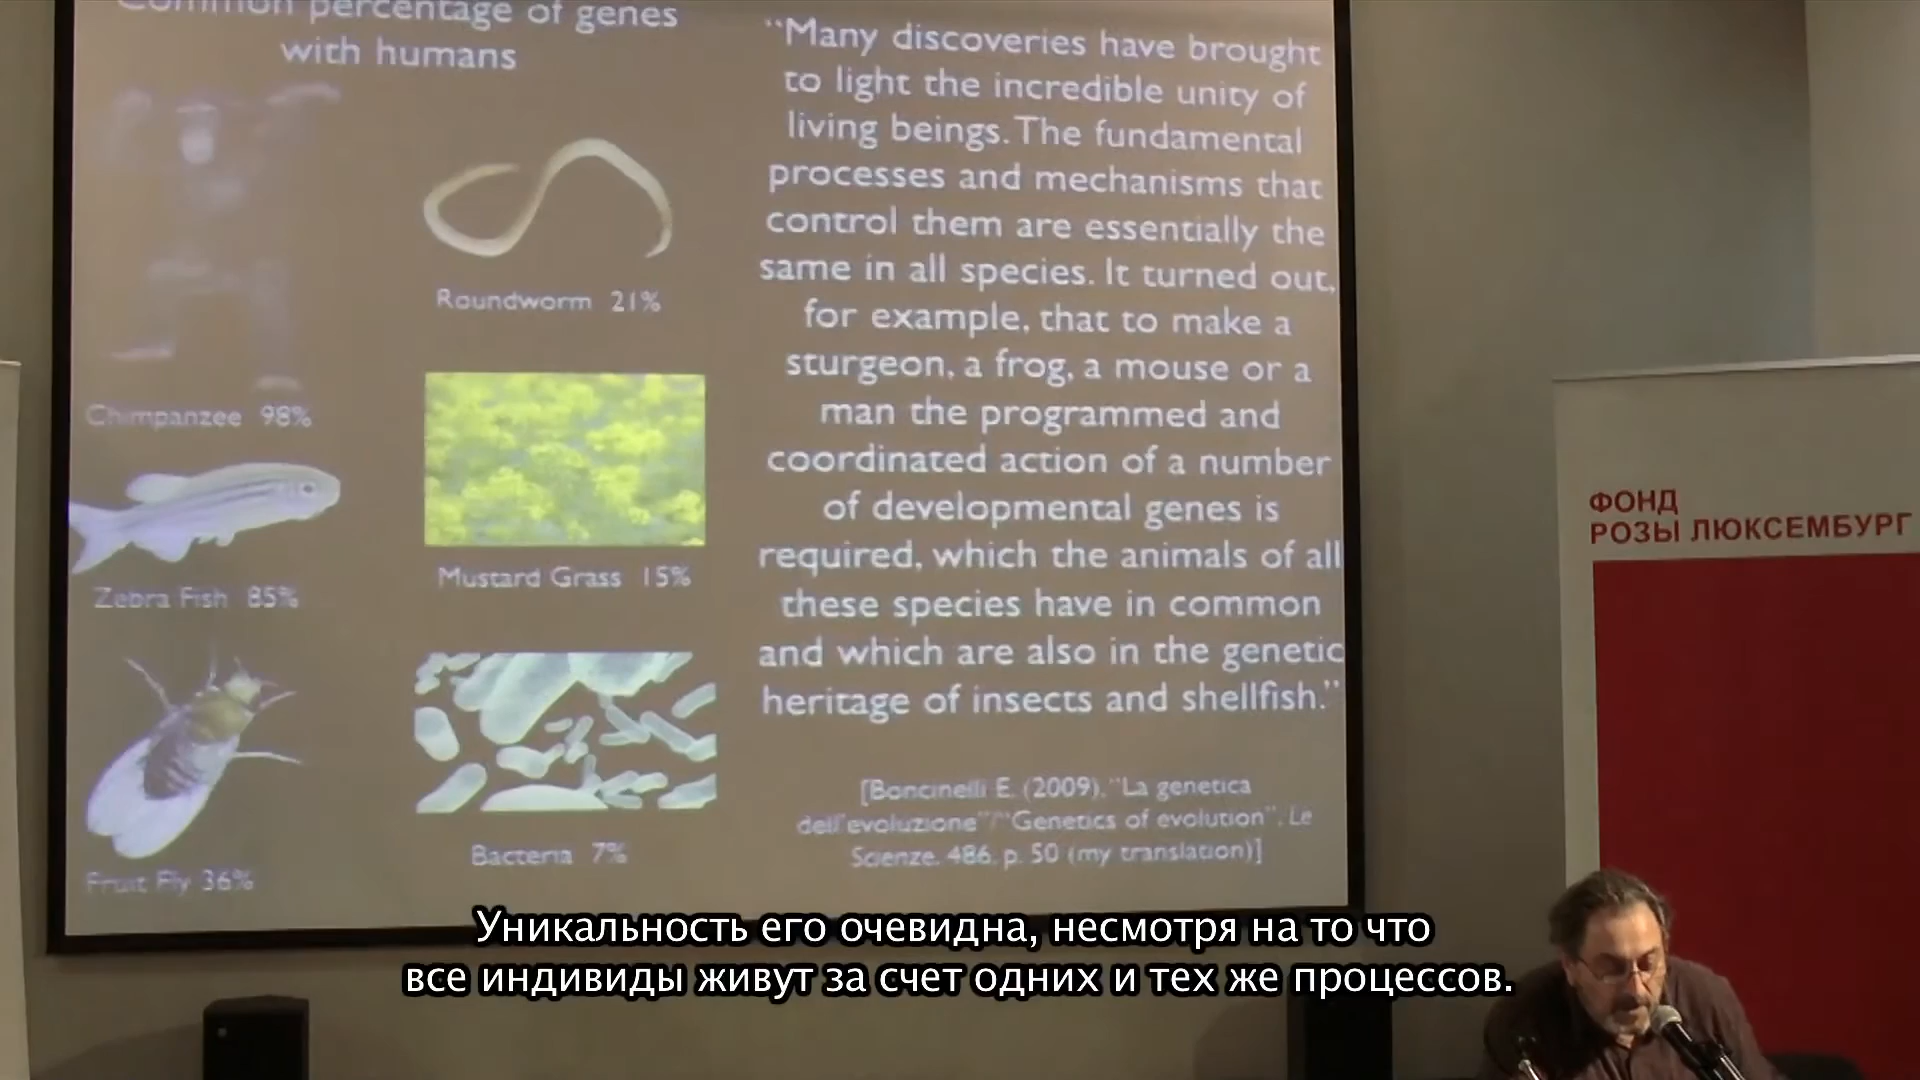 Common percentage of genes
with humans
Chimpanzee 98%
Zebra Fish 85%
Fruit Fly 36%
Roundworm 21%
Mustard Grass 15%
Bacteria 7%
“Many discoveries have brought
to light the incredible unity of
living beings. The fundamental
processes and mechanisms that
control them are essentially the
same in all species. It turned out,
for example, that to make a
sturgeon, a frog, a mouse or a
man the programmed and
coordinated action of a number
of developmental genes is
required, which the animals of all
these species have in common
and which are also in the genetic
heritage of insects and shellfish.”
[Boncinelli E. (2009), “La genetica
dell’evoluzione”/“Genetics of evolution”. Le
Scienze. 486. p. 50 (my translation)]
ФОНД
РОЗЫ ЛЮКСЕМБУРГ
Уникальность его очевидна, несмотря на то что
все индивиды живут за счет одних и тех же процессов.